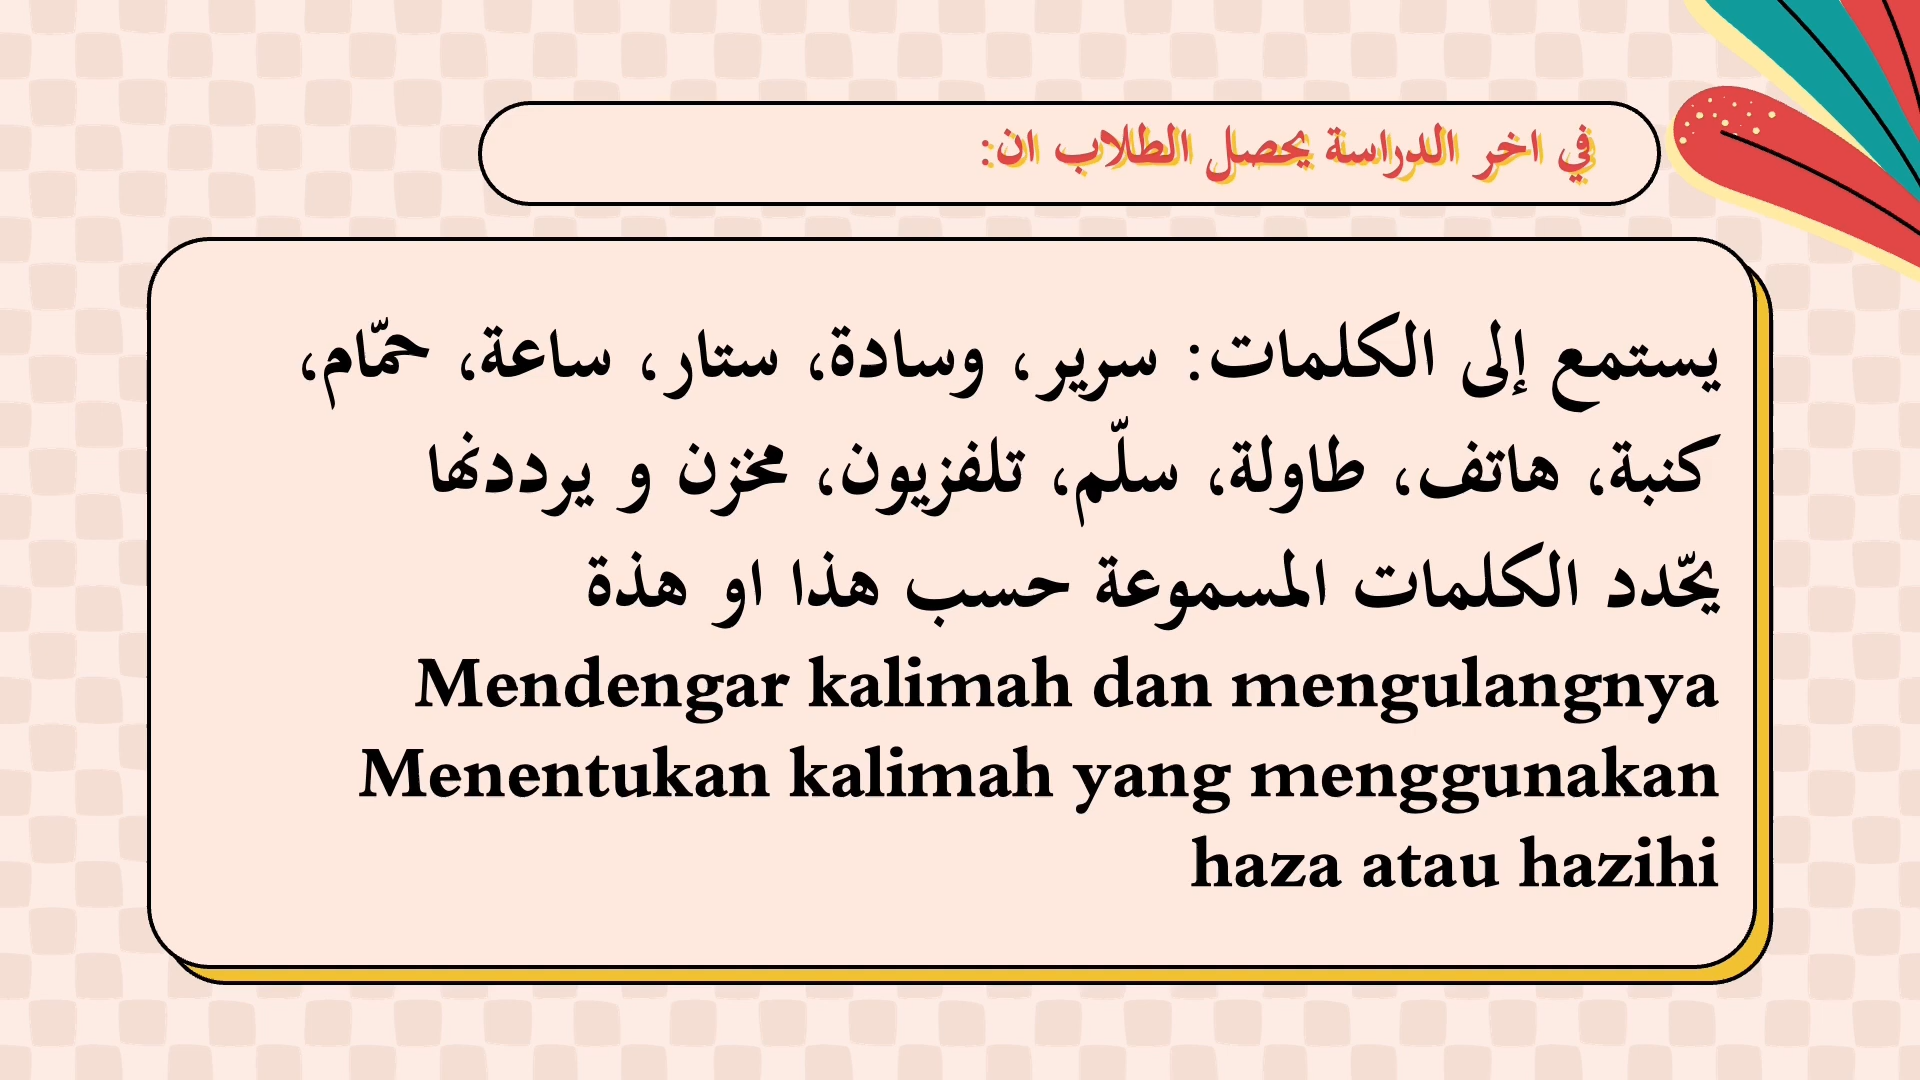 في اخر الدراسة يحصل الطلاب ان:
يستمع إلى الكلمات: سرير، وسادة، ستار، ساعة، حمّام،
كنبة، هاتف، طاولة، سلّم، تلفزيون، مخزن و يرددنها
يحّدد الكلمات المسموعة حسب هذا او هذة
Mendengar kalimah dan mengulangnya
Menentukan kalimah yang menggunakan
haza atau hazihi